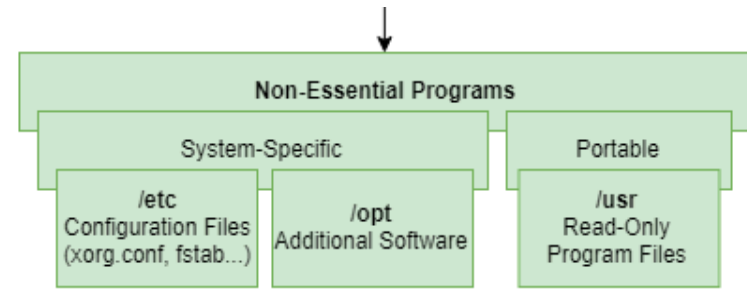 Non-Essential Programs
System-Specific
Portable
/etc
Configuration Files
(xorg.conf, fstab...)
/opt
Additional Software
/usr
Read-Only
Program Files